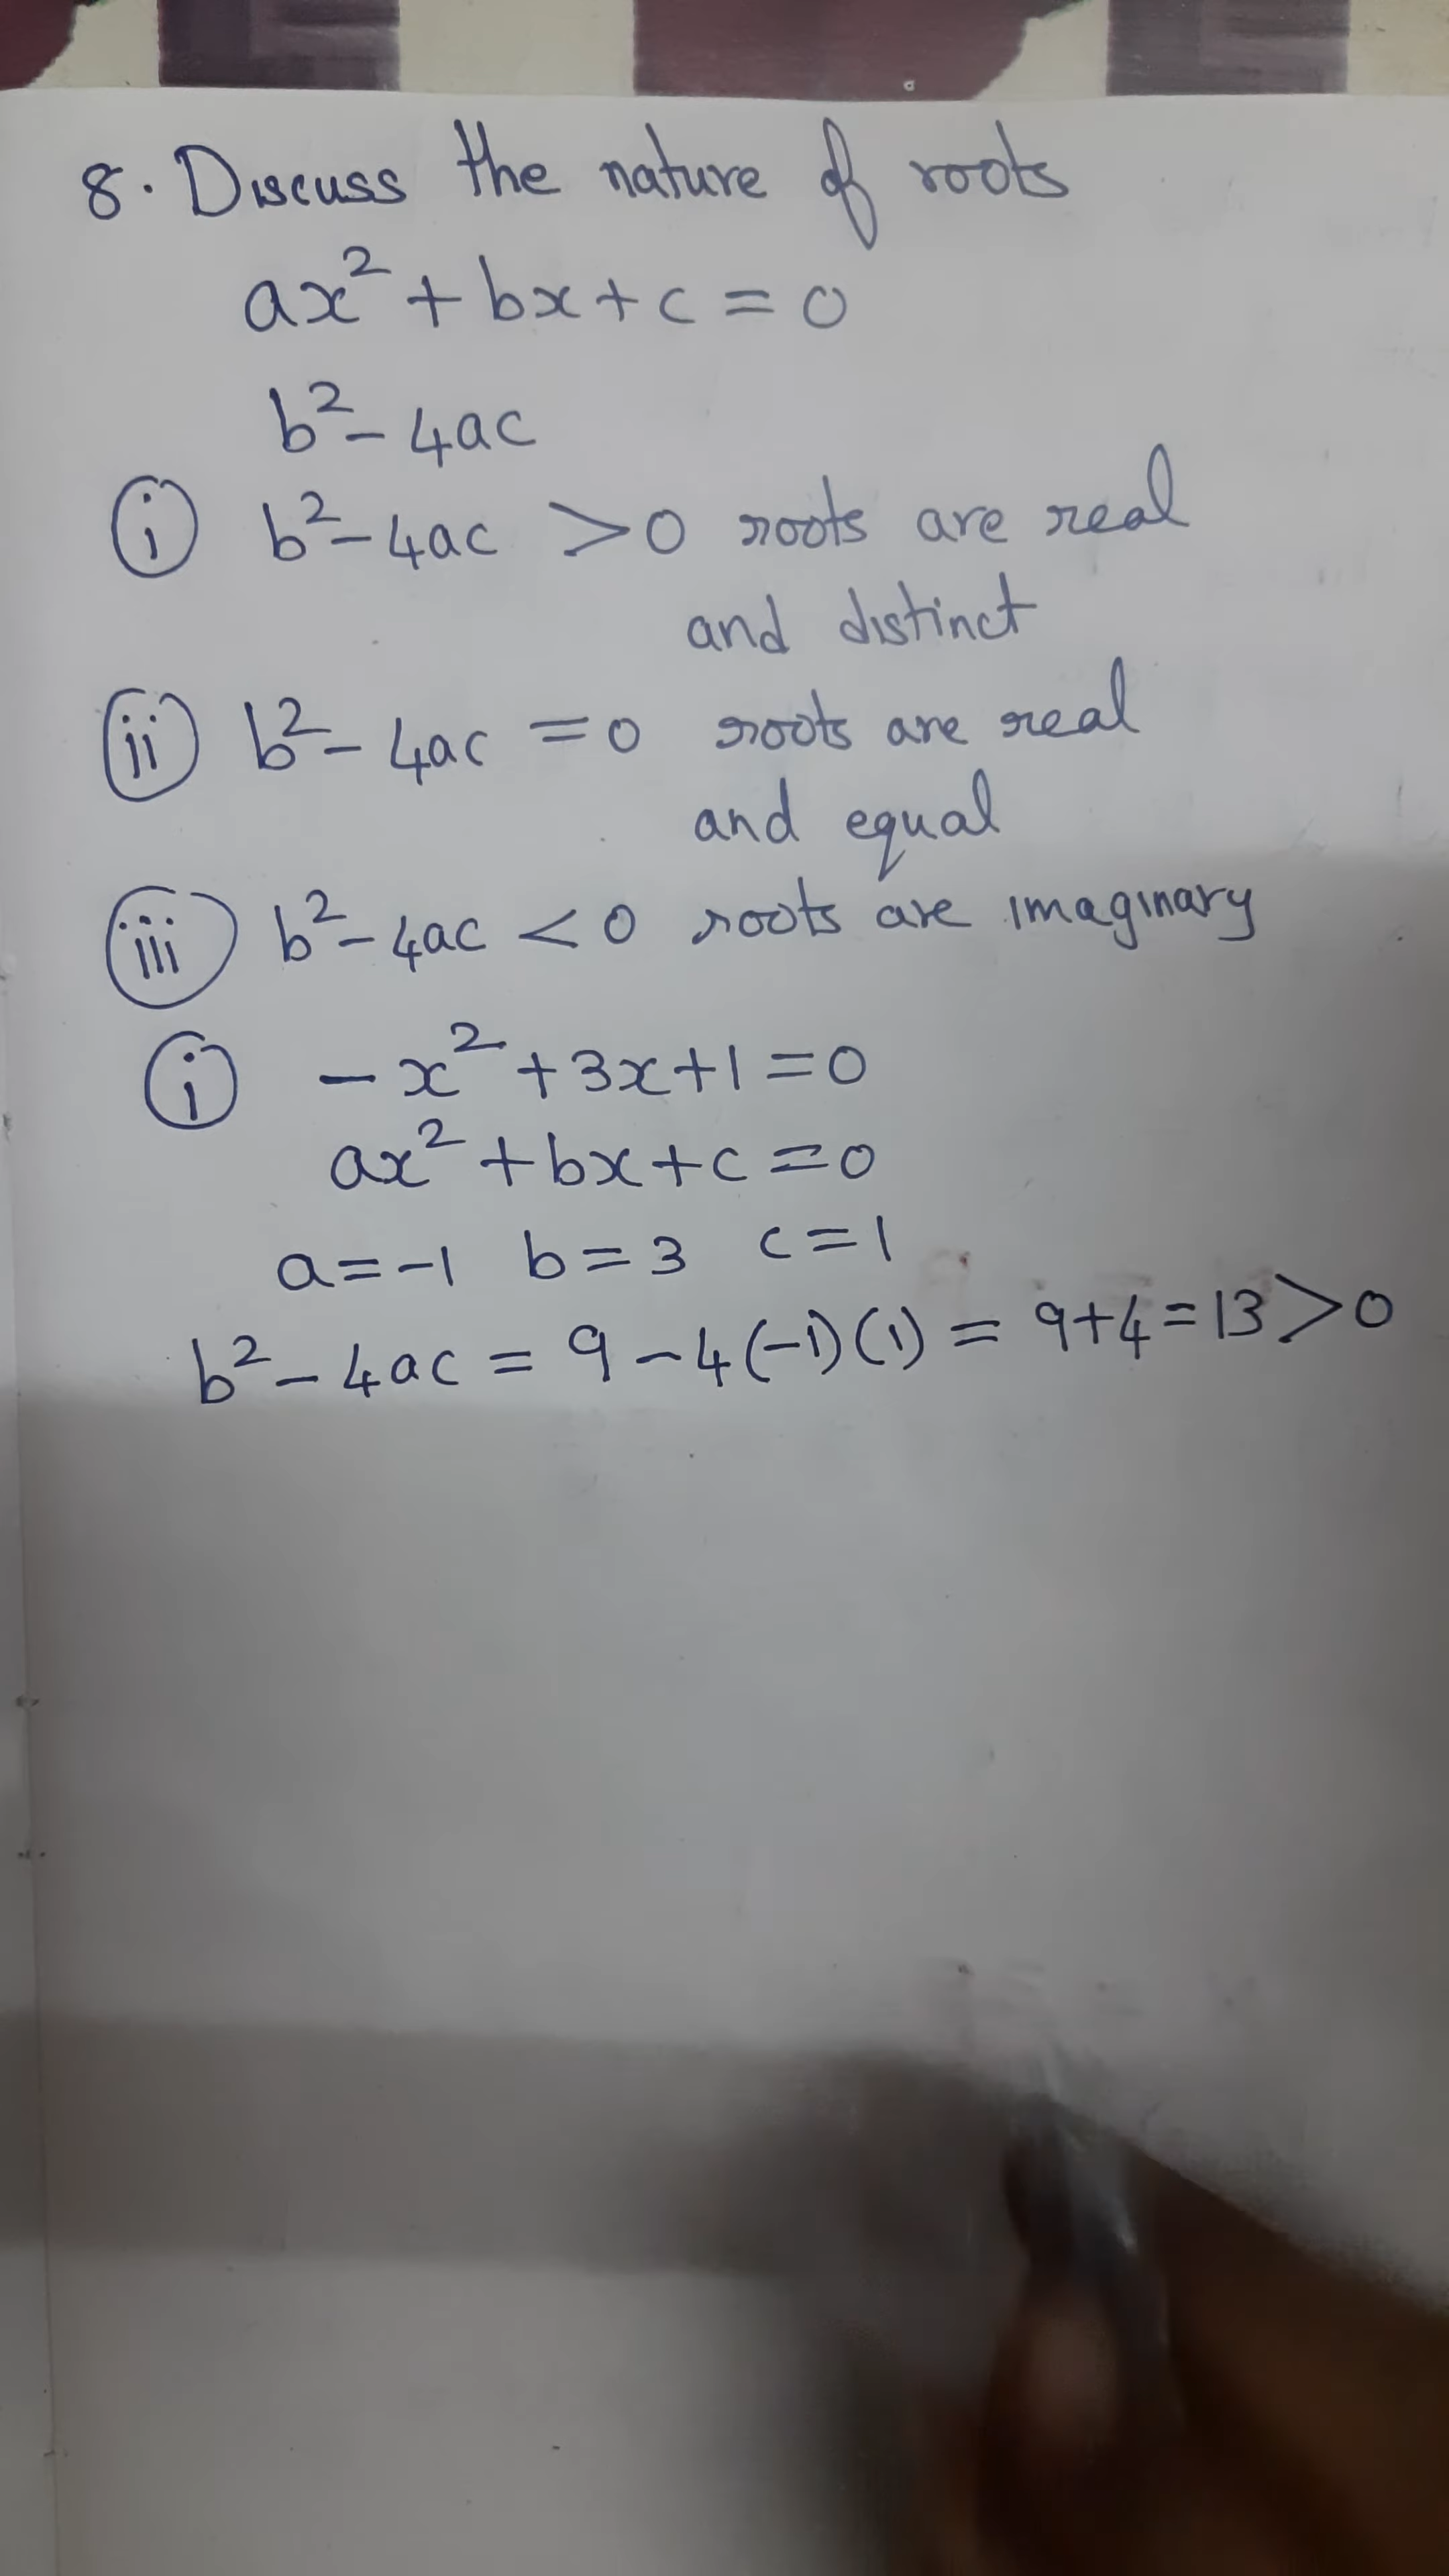 8. Discuss the nature of roots
ax² + bx + c = 0
b² - 4ac
(i) b² - 4ac > 0 roots are real
and distinct
(ii) b² - 4ac = 0 roots are real
and equal
(iii) b² - 4ac < 0 roots are imaginary
(i) - x² + 3x + 1 = 0
ax² + bx + c = 0
a = -1 b = 3 c = 1
b² - 4ac = 9 - 4(-1)(1) = 9+4 = 13 > 0